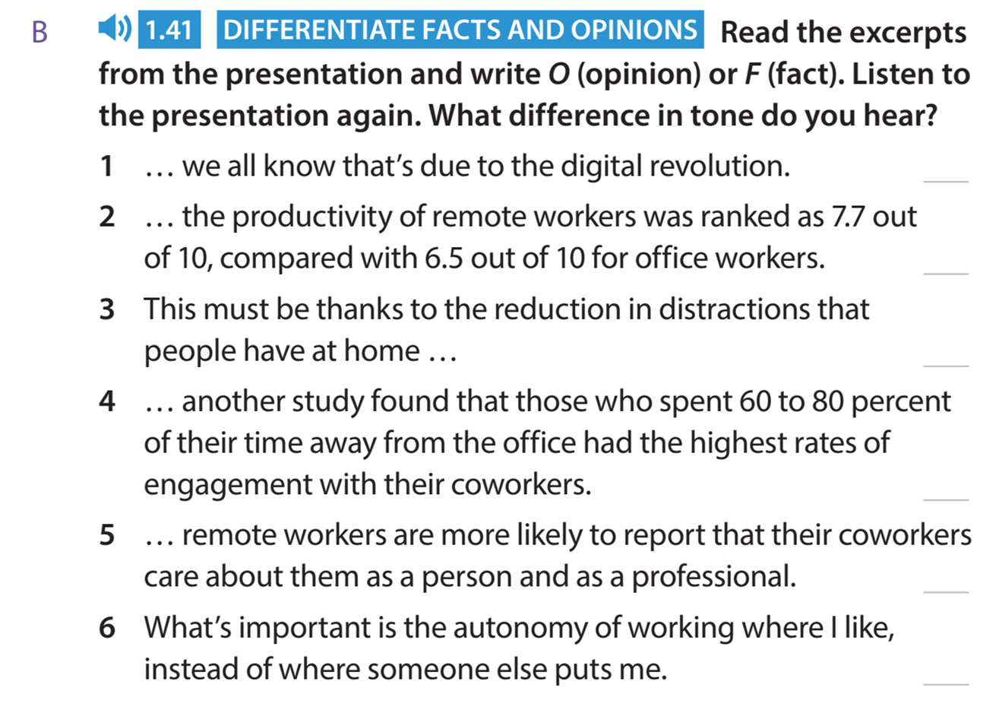 B 1.41 DIFFERENTIATE FACTS AND OPINIONS Read the excerpts
from the presentation and write O (opinion) or F (fact). Listen to
the presentation again. What difference in tone do you hear?
1 … we all know that’s due to the digital revolution.
2 … the productivity of remote workers was ranked as 7.7 out
of 10, compared with 6.5 out of 10 for office workers.
3 This must be thanks to the reduction in distractions that
people have at home …
4 … another study found that those who spent 60 to 80 percent
of their time away from the office had the highest rates of
engagement with their coworkers.
5 … remote workers are more likely to report that their coworkers
care about them as a person and as a professional.
6 What’s important is the autonomy of working where I like,
instead of where someone else puts me.